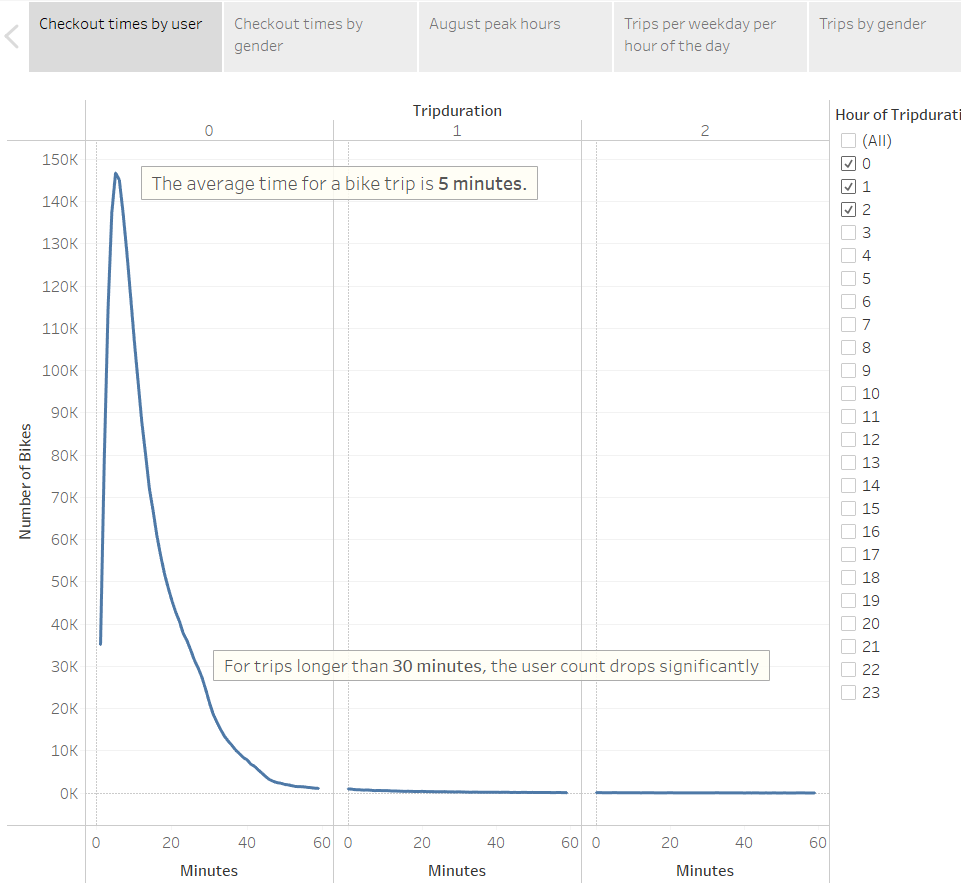 Checkout times by user
Checkout times by
gender
August peak hours
Trips per weekday per
hour of the day
Trips by gender
Tripduration
0
1
2
Hour of Tripdurati
(All)
0
1
2
3
4
5
6
7
8
9
10
11
12
13
14
15
16
17
18
19
20
21
22
23
The average time for a bike trip is 5 minutes.
For trips longer than 30 minutes, the user count drops significantly
Number of Bikes
150K
140K
130K
120K
110K
100K
90K
80K
70K
60K
50K
40K
30K
20K
10K
0K
0 20 40 60
0 20 40 60
0 20 40 60
Minutes
Minutes
Minutes